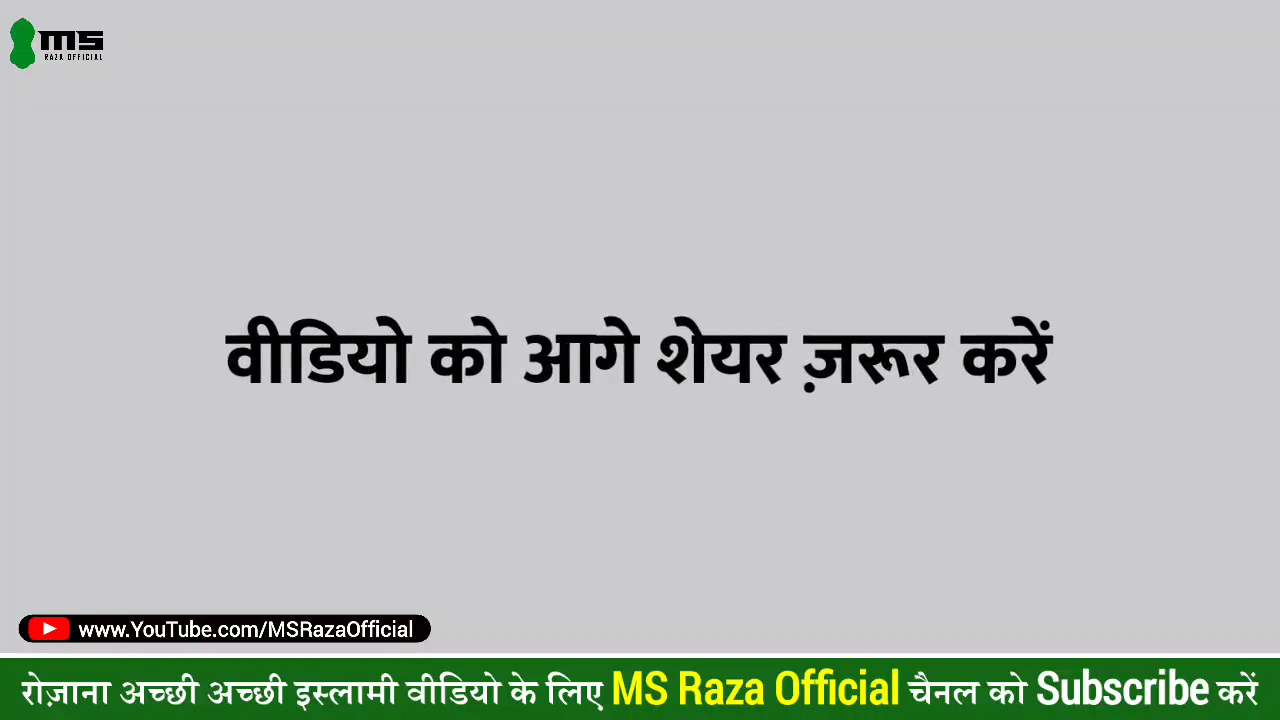 MS
RAZA OFFICIAL
वीडियो को आगे शेयर ज़रूर करें
www.YouTube.com/MSRazaOfficial
रोज़ाना अच्छी अच्छी इस्लामी वीडियो के लिए MS Raza Official चैनल को Subscribe करें